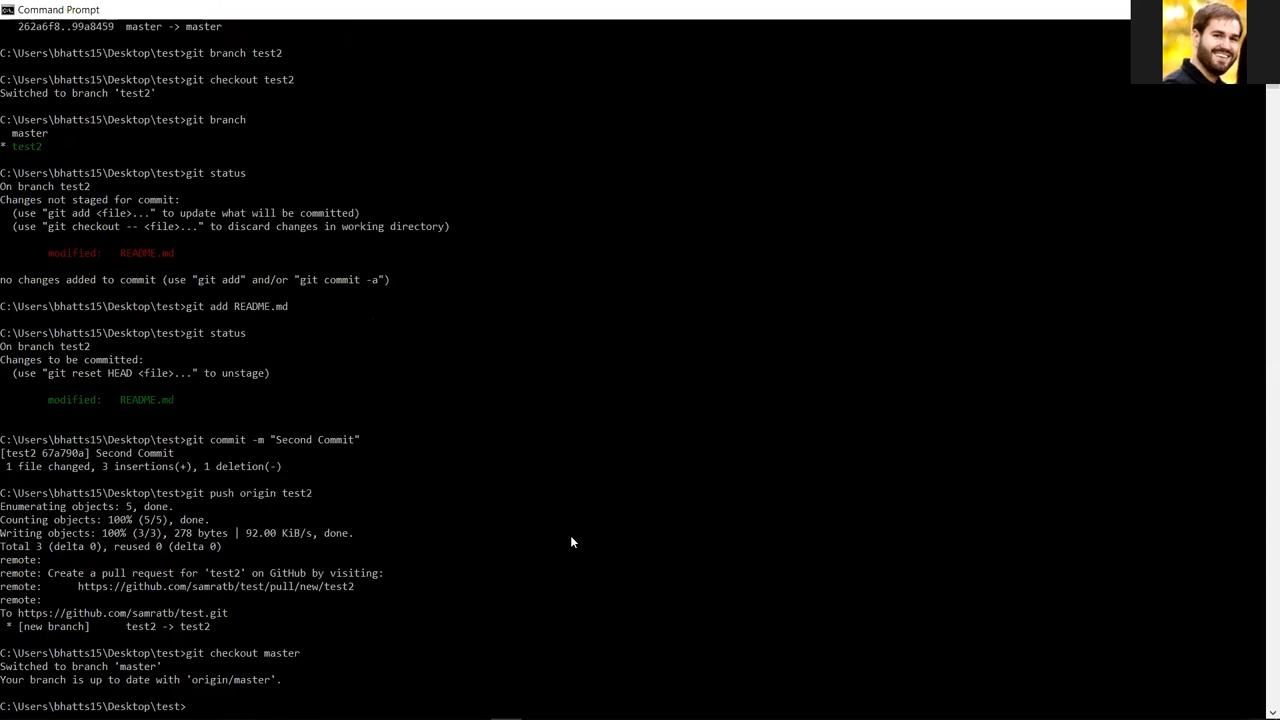 Command Prompt
262a6f8..99a8459  master -> master
C:\Users\bhatts15\Desktop\test>git branch test2
C:\Users\bhatts15\Desktop\test>git checkout test2
Switched to branch 'test2'
C:\Users\bhatts15\Desktop\test>git branch
master
* test2
C:\Users\bhatts15\Desktop\test>git status
On branch test2
Changes not staged for commit:
(use "git add <file>..." to update what will be committed)
(use "git checkout -- <file>..." to discard changes in working directory)
modified:   README.md
no changes added to commit (use "git add" and/or "git commit -a")
C:\Users\bhatts15\Desktop\test>git add README.md
C:\Users\bhatts15\Desktop\test>git status
On branch test2
Changes to be committed:
(use "git reset HEAD <file>..." to unstage)
modified:   README.md
C:\Users\bhatts15\Desktop\test>git commit -m "Second Commit"
[test2 67a790a] Second Commit
1 file changed, 3 insertions(+), 1 deletion(-)
C:\Users\bhatts15\Desktop\test>git push origin test2
Enumerating objects: 5, done.
Counting objects: 100% (5/5), done.
Writing objects: 100% (3/3), 278 bytes | 92.00 KiB/s, done.
Total 3 (delta 0), reused 0 (delta 0)
remote:
remote: Create a pull request for 'test2' on GitHub by visiting:
remote:      https://github.com/samratb/test/pull/new/test2
remote:
To https://github.com/samratb/test.git
* [new branch]      test2 -> test2
C:\Users\bhatts15\Desktop\test>git checkout master
Switched to branch 'master'
Your branch is up to date with 'origin/master'.
C:\Users\bhatts15\Desktop\test>